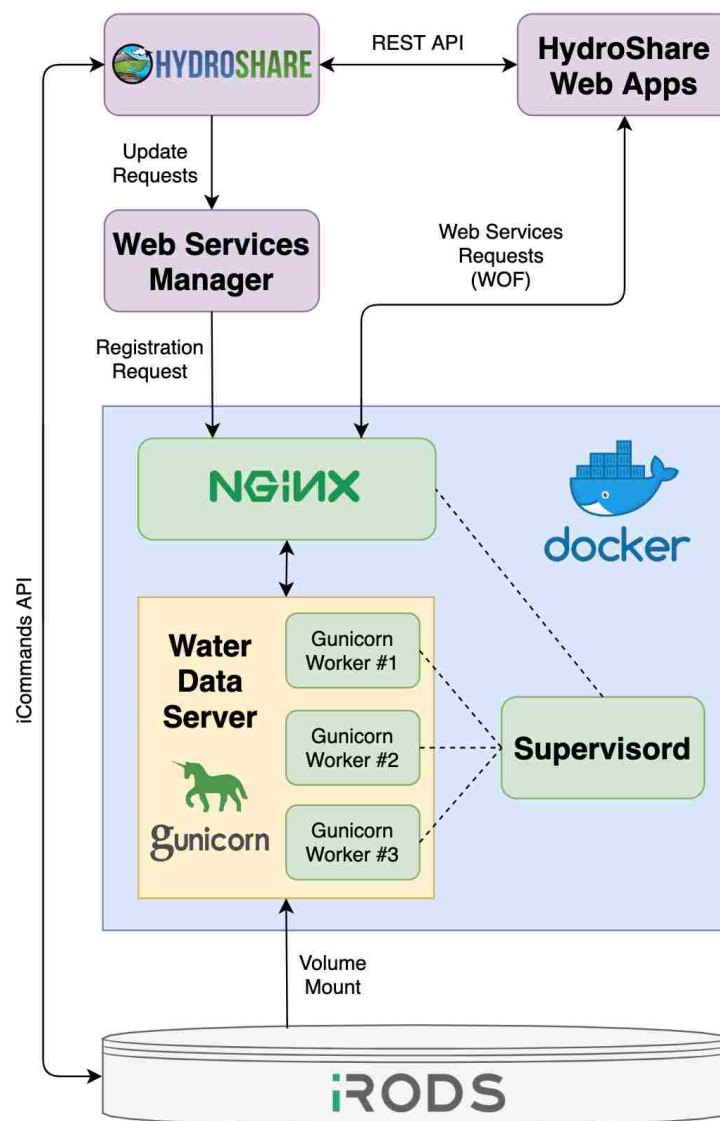 HYDROSHARE
REST API
HydroShare
Web Apps
Update
Requests
Web Services
Manager
Web Services
Requests
(WOF)
Registration
Request
NGiNX
docker
iCommands API
Water
Data
Server
gunicorn
Gunicorn
Worker #1
Gunicorn
Worker #2
Gunicorn
Worker #3
Supervisord
Volume
Mount
iRODS